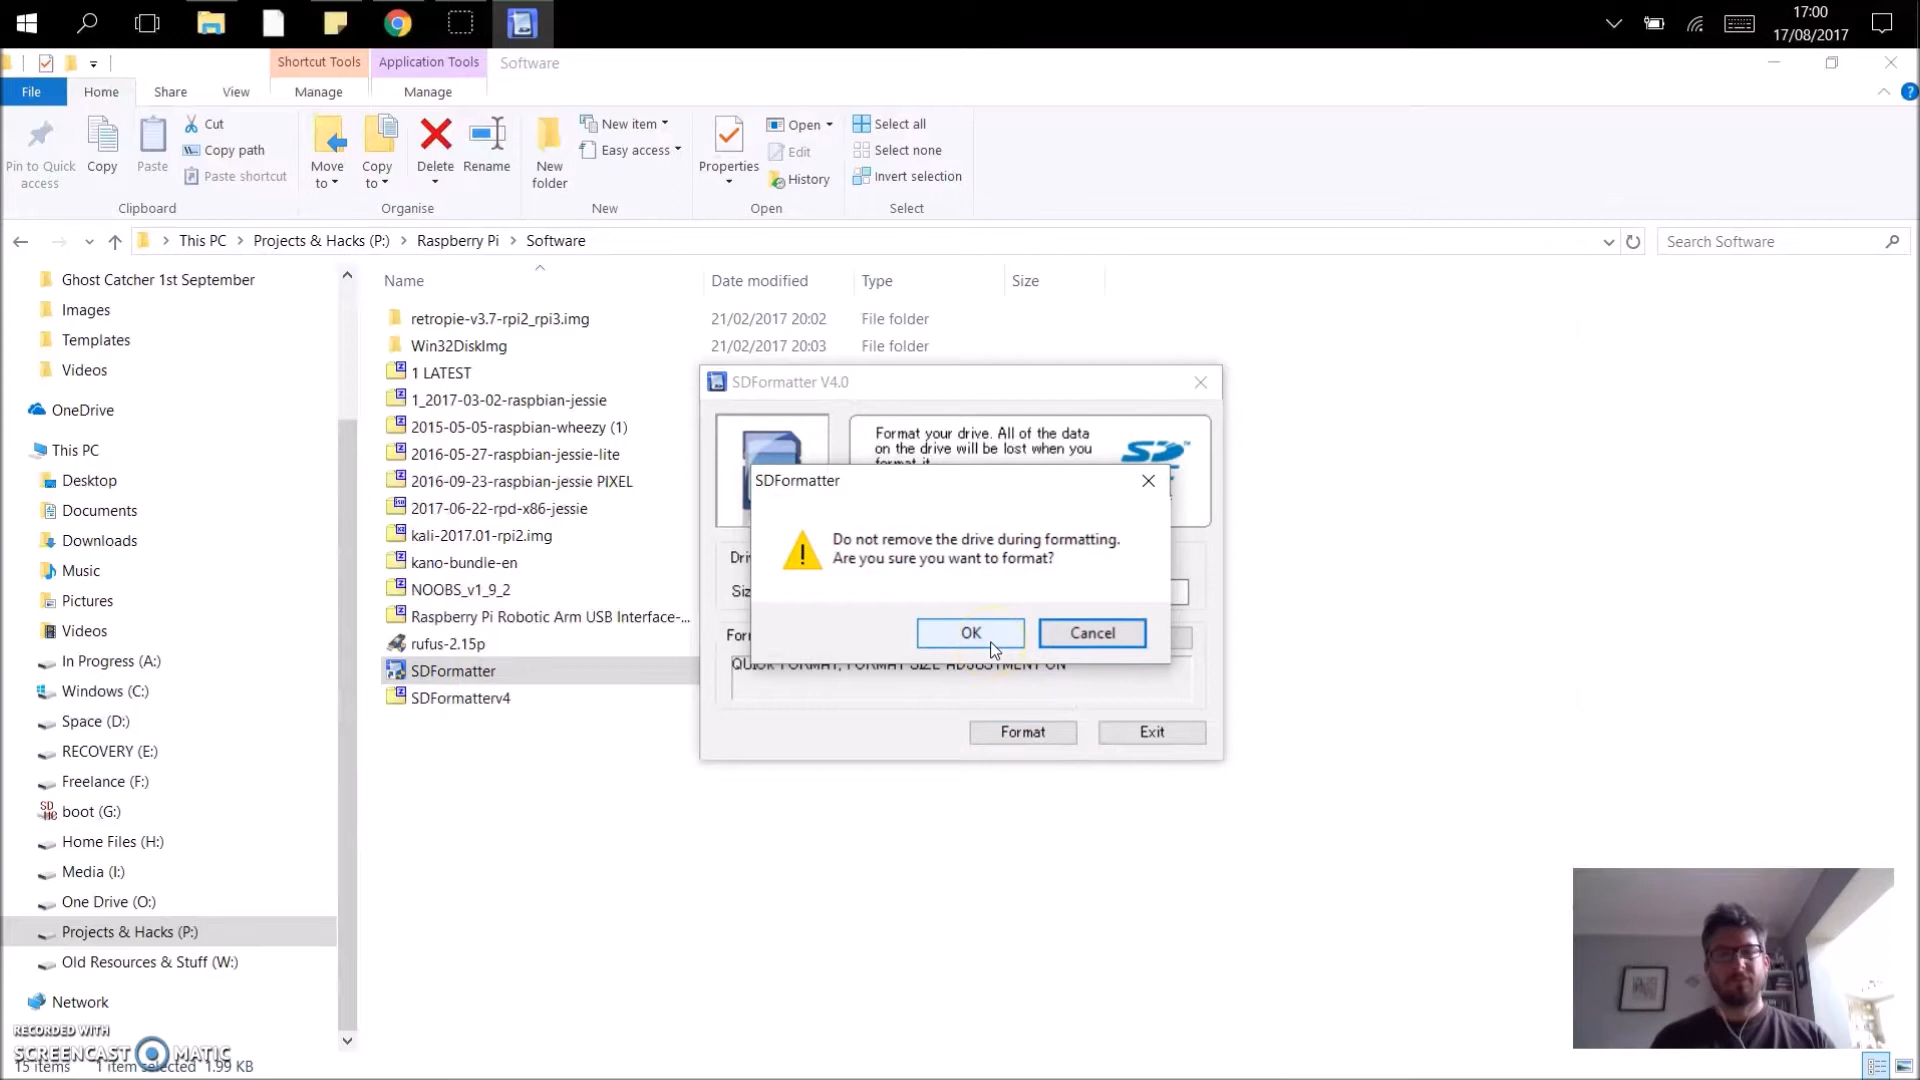 17:00
17/08/2017
Shortcut Tools
Application Tools
Software
File
Home
Share
View
Manage
Manage
Pin to Quick access
Copy
Paste
Cut
Copy path
Paste shortcut
Clipboard
Move to
Copy to
Delete
Rename
Organise
New folder
New item
Easy access
New
Properties
Open
Edit
History
Open
Select all
Select none
Invert selection
Select
This PC > Projects & Hacks (P:) > Raspberry Pi > Software
Search Software
Ghost Catcher 1st September
Images
Templates
Videos
OneDrive
This PC
Desktop
Documents
Downloads
Music
Pictures
Videos
In Progress (A:)
Windows (C:)
Space (D:)
RECOVERY (E:)
Freelance (F:)
boot (G:)
Home Files (H:)
Media (I:)
One Drive (O:)
Projects & Hacks (P:)
Old Resources & Stuff (W:)
Network
Name Date modified Type Size
retropie-v3.7-rpi2_rpi3.img 21/02/2017 20:02 File folder
Win32DiskImg 21/02/2017 20:03 File folder
1 LATEST
1_2017-03-02-raspbian-jessie
2015-05-05-raspbian-wheezy (1)
2016-05-27-raspbian-jessie-lite
2016-09-23-raspbian-jessie PIXEL
2017-06-22-rpd-x86-jessie
kali-2017.01-rpi2.img
kano-bundle-en
NOOBS_v1_9_2
Raspberry Pi Robotic Arm USB Interface-...
rufus-2.15p
SDFormatter
SDFormatterv4
SDFormatter V4.0
Format your drive. All of the data
on the drive will be lost when you
format it.
SD
SDFormatter
Do not remove the drive during formatting.
Are you sure you want to format?
OK
Cancel
QUICK FORMAT, FORMAT SIZE ADJUSTMENT ON
Format
Exit
RECORDED WITH
SCREENCAST MATIC
15 items 1 item selected 1.99 KB